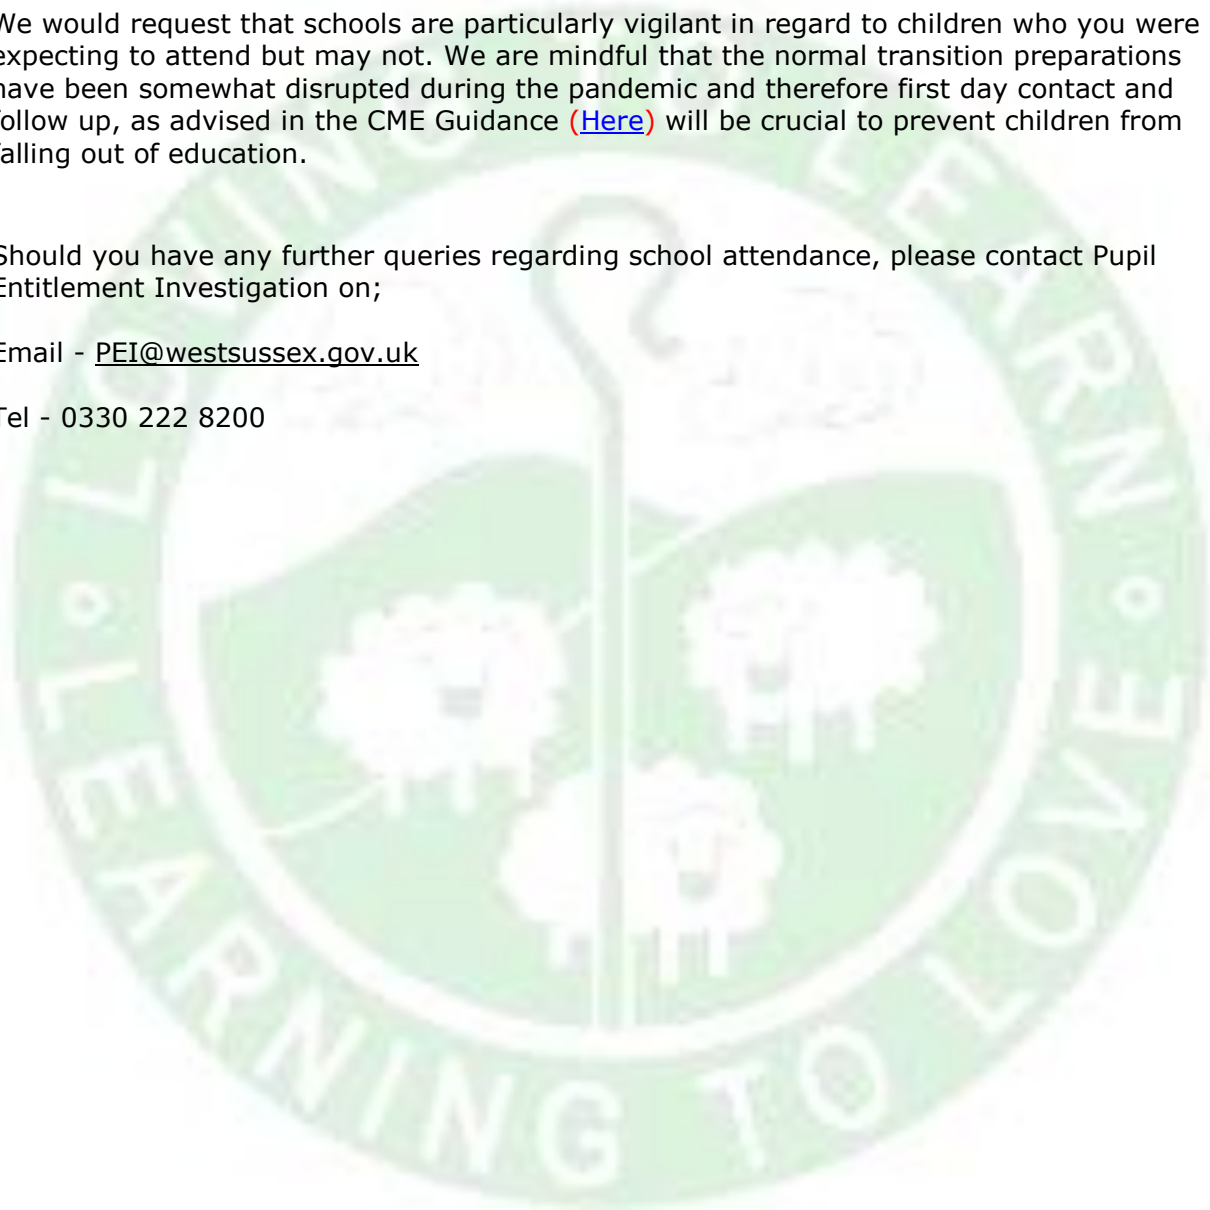 We would request that schools are particularly vigilant in regard to children who you were
expecting to attend but may not. We are mindful that the normal transition preparations
have been somewhat disrupted during the pandemic and therefore first day contact and
follow up, as advised in the CME Guidance (Here) will be crucial to prevent children from
falling out of education.
Should you have any further queries regarding school attendance, please contact Pupil
Entitlement Investigation on;
Email - PEI@westsussex.gov.uk
Tel - 0330 222 8200
LOVING TO LEARN
LEARNING TO LOVE